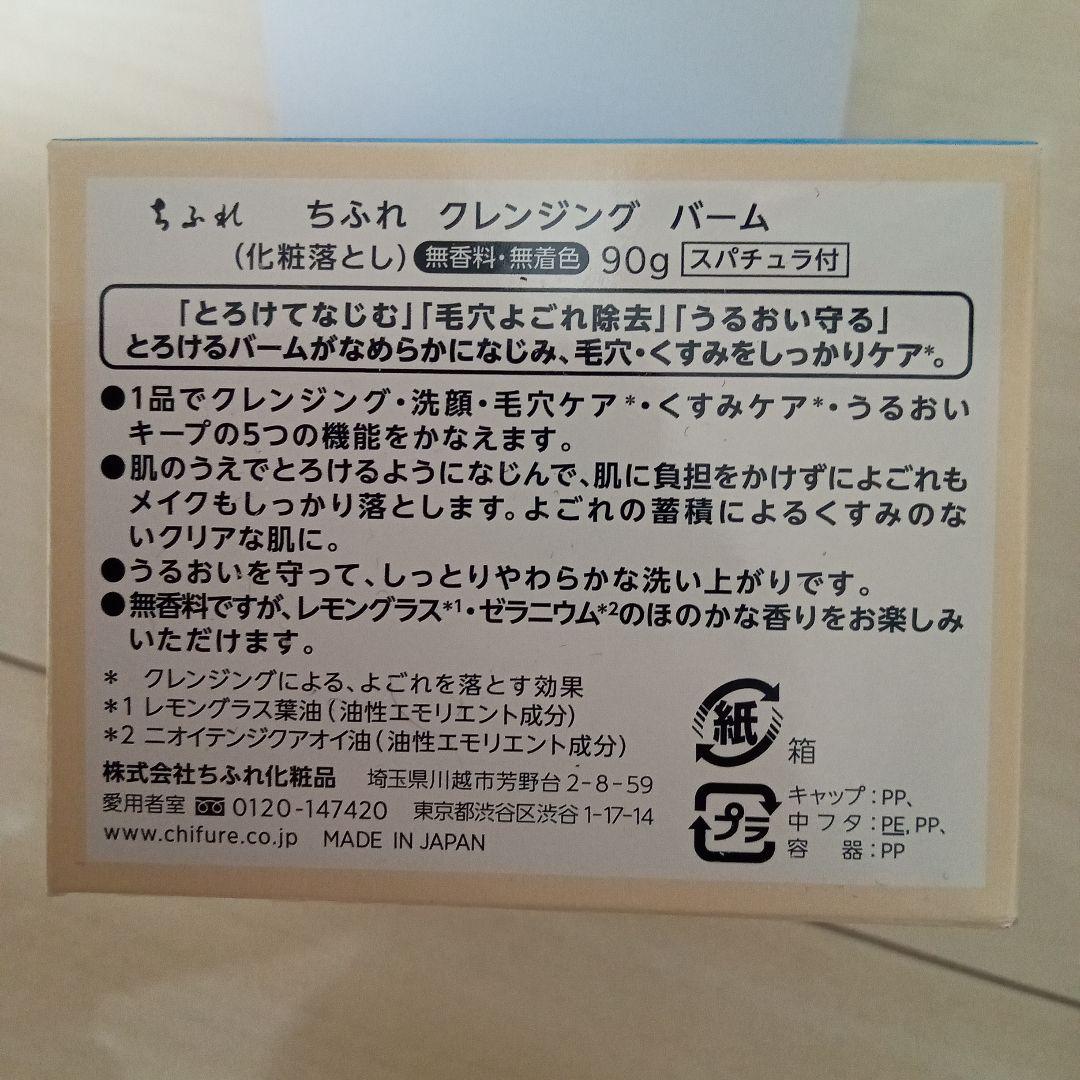 ちふれ ちふれ クレンジング バーム
(化粧落とし) 無香料・無着色 90g スパチュラ付
「とろけてなじむ」「毛穴よごれ除去」「うるおい守る」
とろけるバームがなめらかになじみ、毛穴・くすみをしっかりケア*。
●1品でクレンジング・洗顔・毛穴ケア*・くすみケア*・うるおい
キープの5つの機能をかなえます。
●肌のうえでとろけるようになじんで、肌に負担をかけずによごれも
メイクもしっかり落とします。よごれの蓄積によるくすみのな
いクリアな肌に。
●うるおいを守って、しっとりやわらかな洗い上がりです。
●無香料ですが、レモングラス*1・ゼラニウム*2のほのかな香りをお楽しみ
いただけます。
* クレンジングによる、よごれを落とす効果
*1 レモングラス葉油(油性エモリエント成分)
*2 ニオイテンジクアオイ油(油性エモリエント成分)
株式会社ちふれ化粧品 埼玉県川越市芳野台2-8-59
愛用者室 0120-147420 東京都渋谷区渋谷1-17-14
www.chifure.co.jp MADE IN JAPAN
紙 箱
プラ
キャップ:PP、
中フタ:PE,PP、
容器:PP